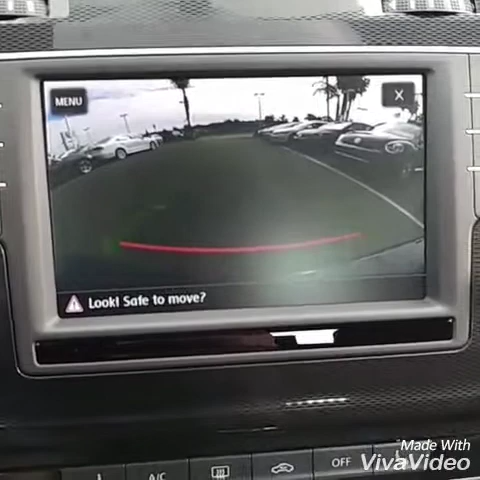 MENU
X
Look! Safe to move?
A/C
OFF
Made With
VivaVideo